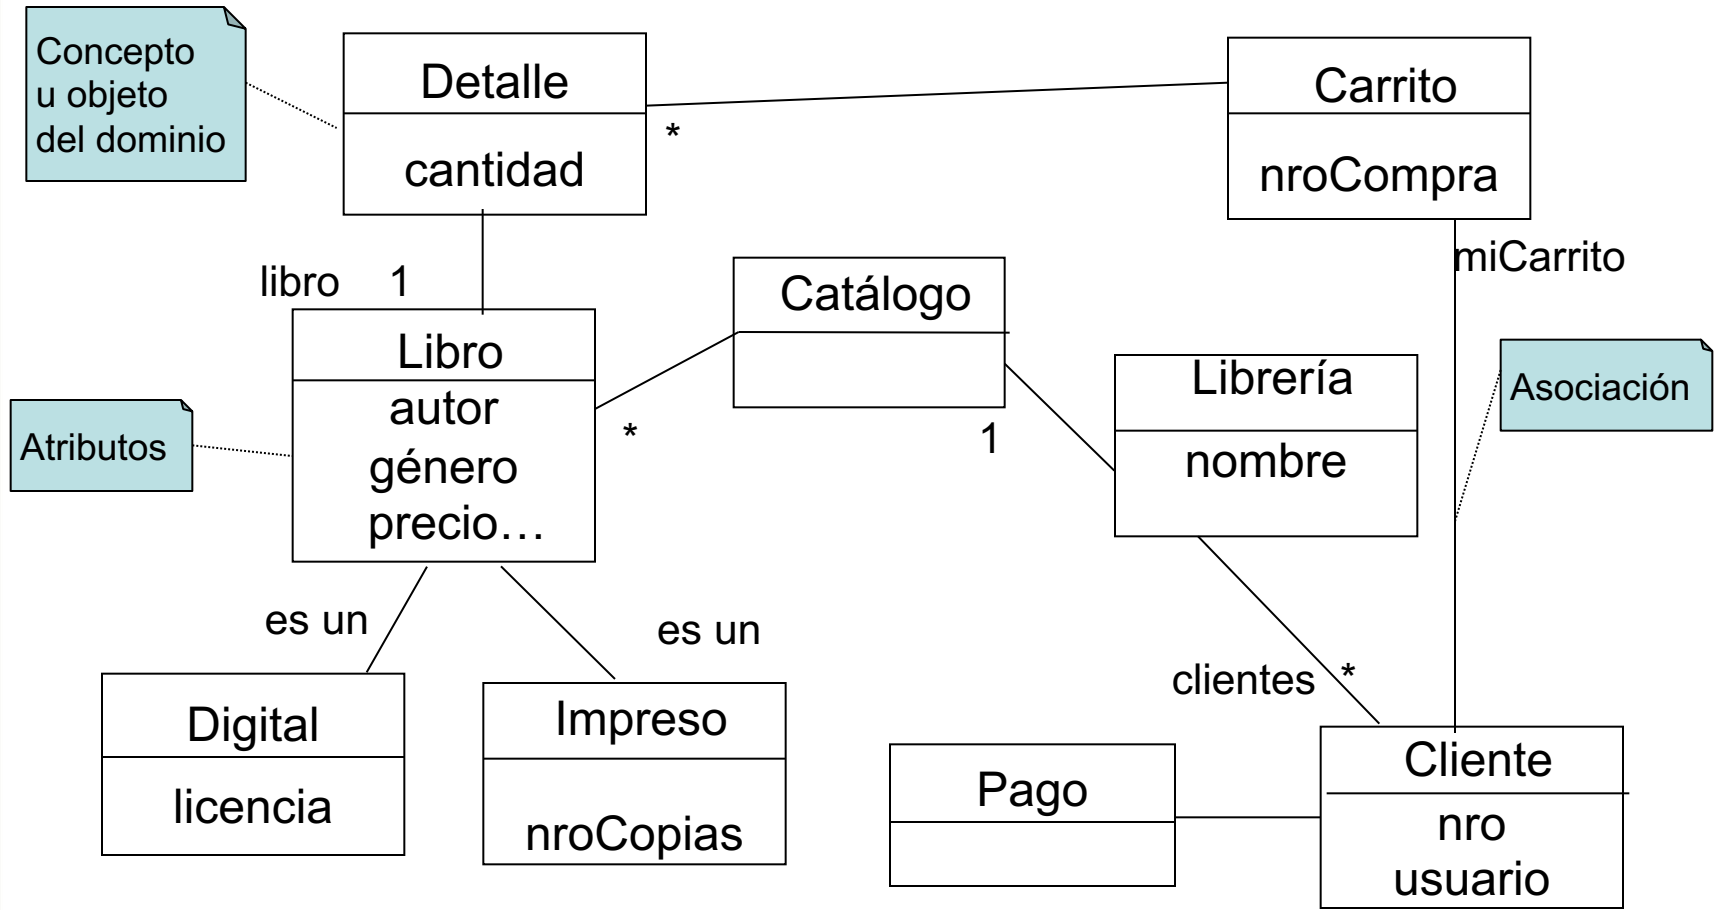 Concepto
u objeto
del dominio
Detalle
cantidad
*
Carrito
nroCompra
miCarrito
libro 1
Libro
autor
género
precio…
Catálogo
*
1
Librería
nombre
Asociación
Atributos
es un
es un
clientes *
Digital
licencia
Impreso
nroCopias
Pago
Cliente
nro
usuario